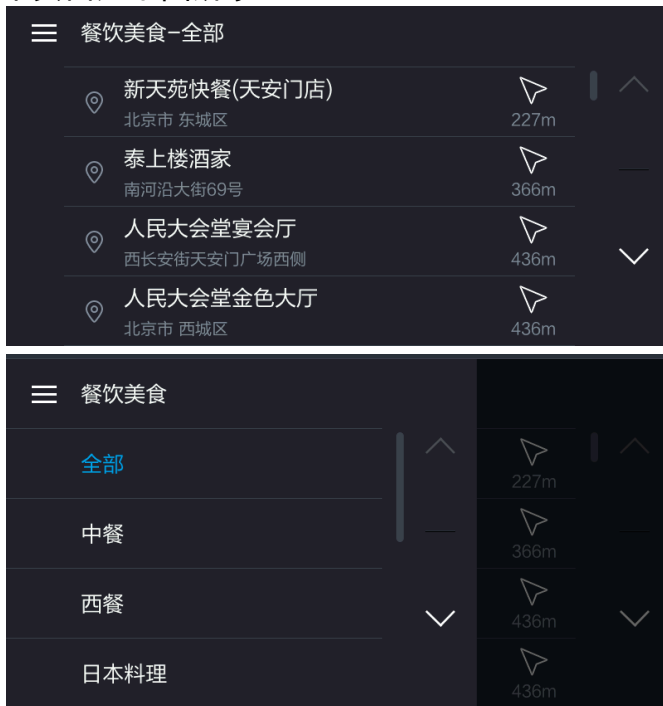 餐饮美食-全部
新天苑快餐(天安门店)
北京市 东城区
227m
泰上楼酒家
南河沿大街69号
366m
人民大会堂宴会厅
西长安街天安门广场西侧
436m
人民大会堂金色大厅
北京市 西城区
436m
餐饮美食
全部
227m
中餐
366m
西餐
436m
日本料理
436m